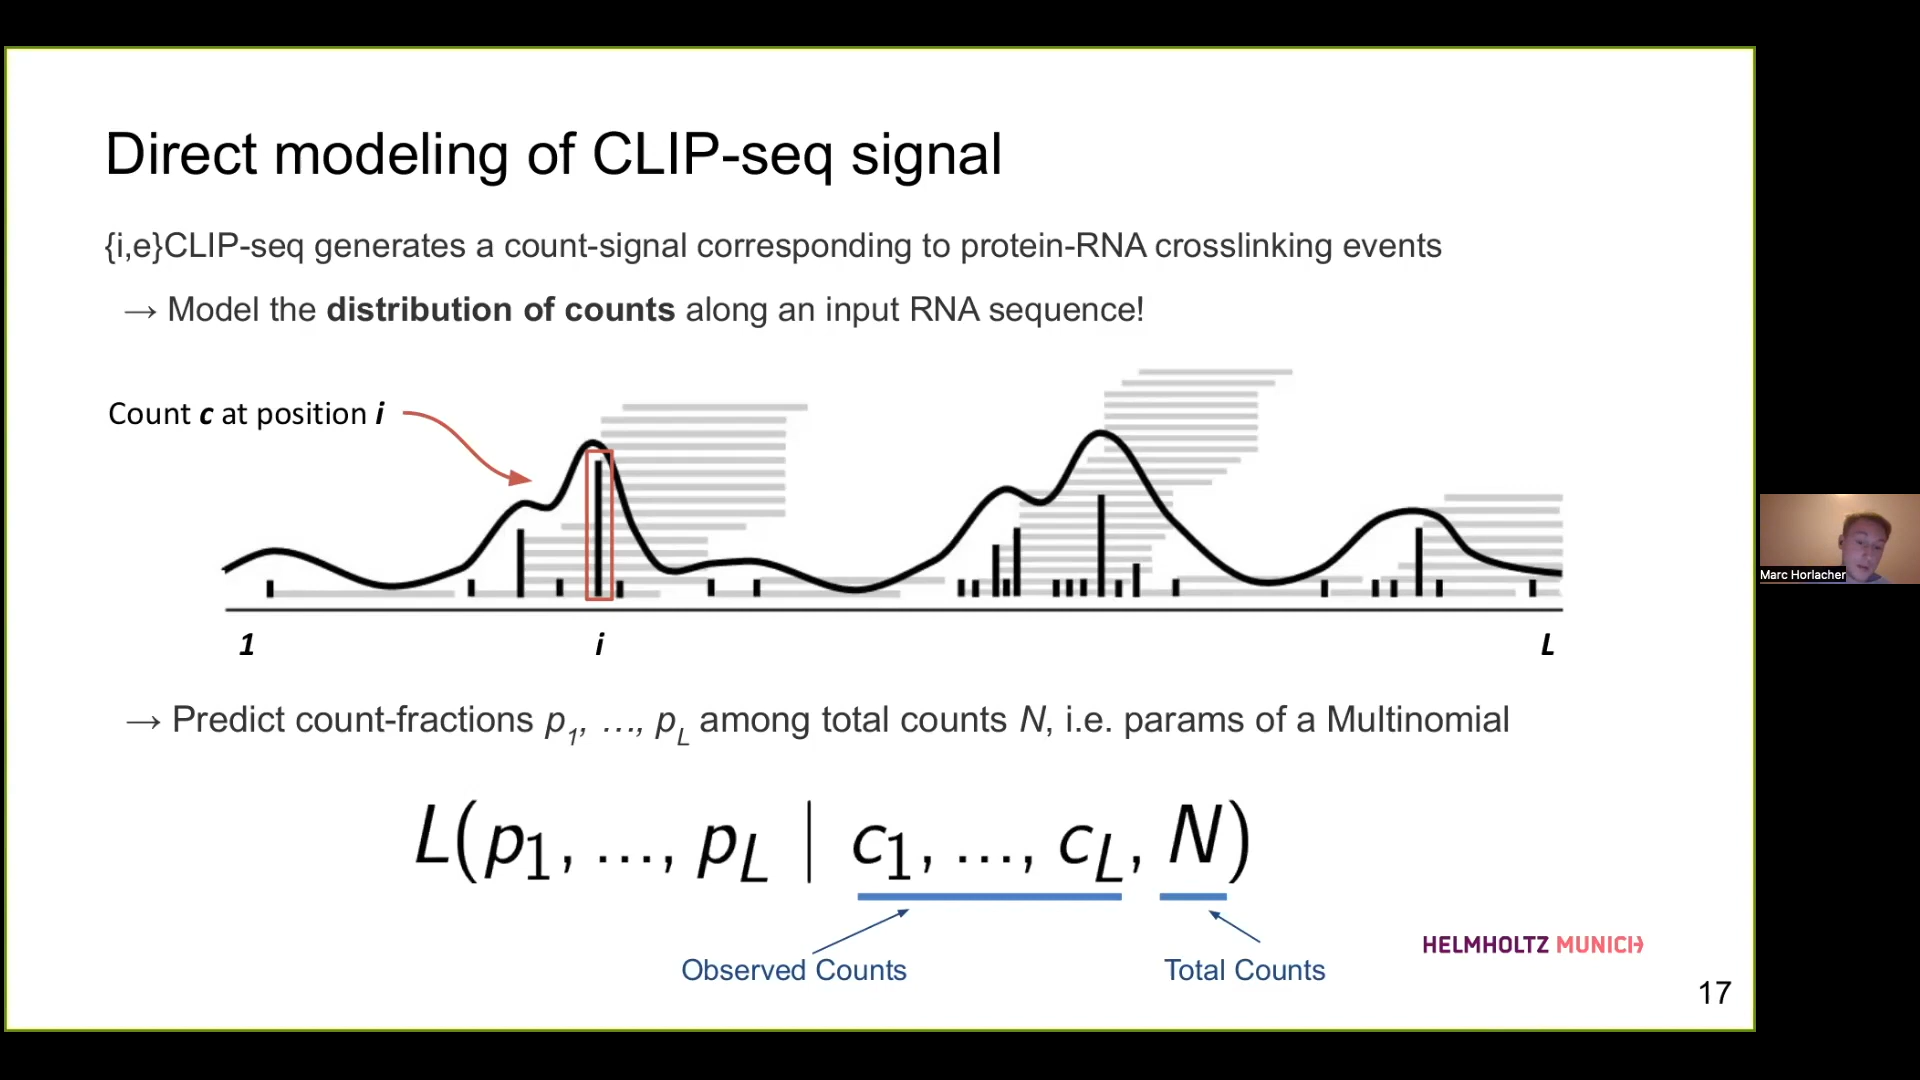 Direct modeling of CLIP-seq signal
{i,e}CLIP-seq generates a count-signal corresponding to protein-RNA crosslinking events
→ Model the distribution of counts along an input RNA sequence!
Count c at position i
1 i L
→ Predict count-fractions p1, …, pL among total counts N, i.e. params of a Multinomial
L(p1, ..., pL | c1, ..., cL, N)
Observed Counts Total Counts
HELMHOLTZ MUNICH
17
Marc Horlacher